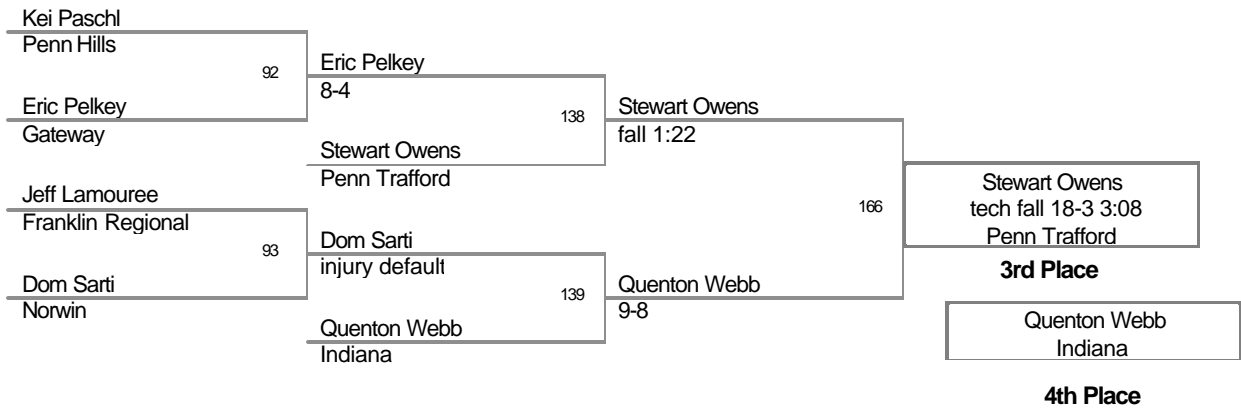 Kei Paschl
Penn Hills
92
Eric Pelkey
8-4
Eric Pelkey
Gateway
138
Stewart Owens
fall 1:22
Stewart Owens
Penn Trafford
Jeff Lamouree
Franklin Regional
93
Dom Sarti
injury default
Dom Sarti
Norwin
139
Quenton Webb
9-8
Quenton Webb
Indiana
166
Stewart Owens
tech fall 18-3 3:08
Penn Trafford
3rd Place
Quenton Webb
Indiana
4th Place